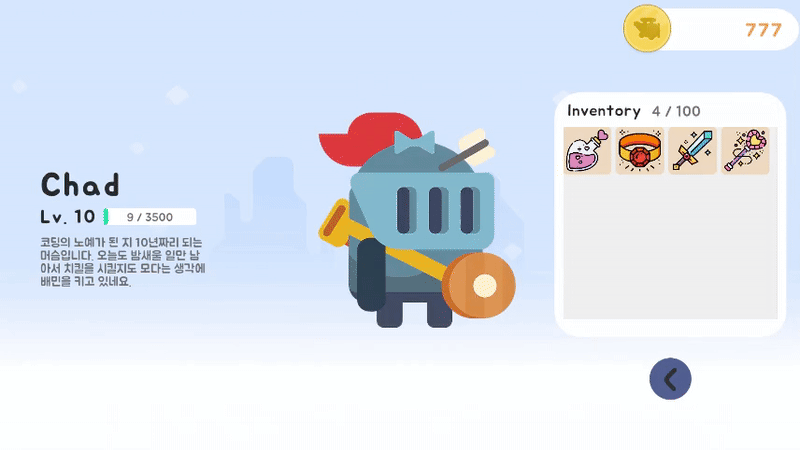 777
Inventory 4 / 100
Chad
Lv. 10 9 / 3500
코딩의 노예가 된 지 10년짜리 되는
머슴입니다. 오늘도 밤새울 일만 남
아서 치킬을 시킬지도 모다는 생각에
배민을 키고 있네요.